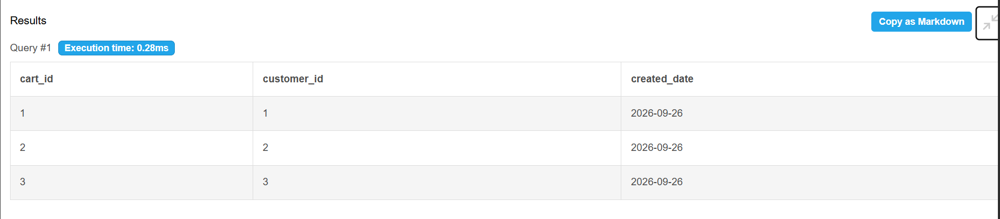 Results
Copy as Markdown
Query #1 Execution time: 0.28ms
cart_id customer_id created_date
1 1 2026-09-26
2 2 2026-09-26
3 3 2026-09-26